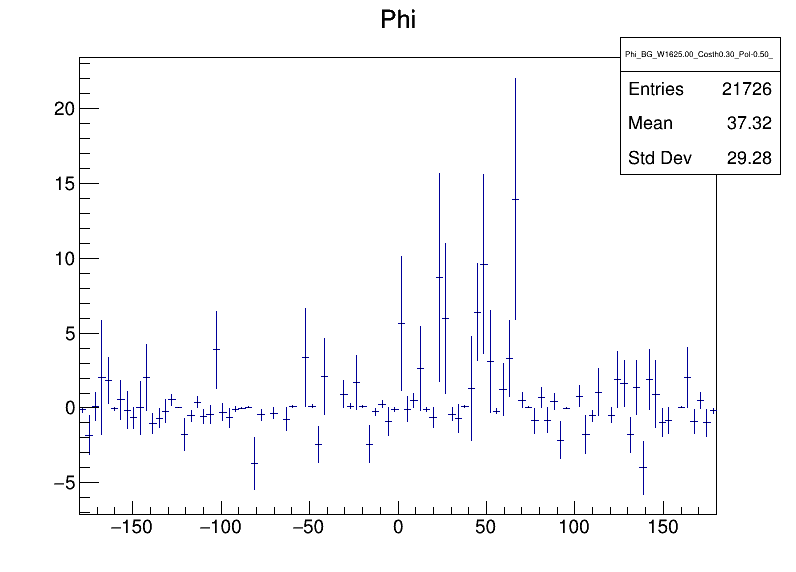 Phi
Phi_BG_W1625.00_Costh0.30_Pol-0.50_
Entries 21726
Mean 37.32
Std Dev 29.28
20
15
10
5
0
−5
−150 −100 −50 0 50 100 150